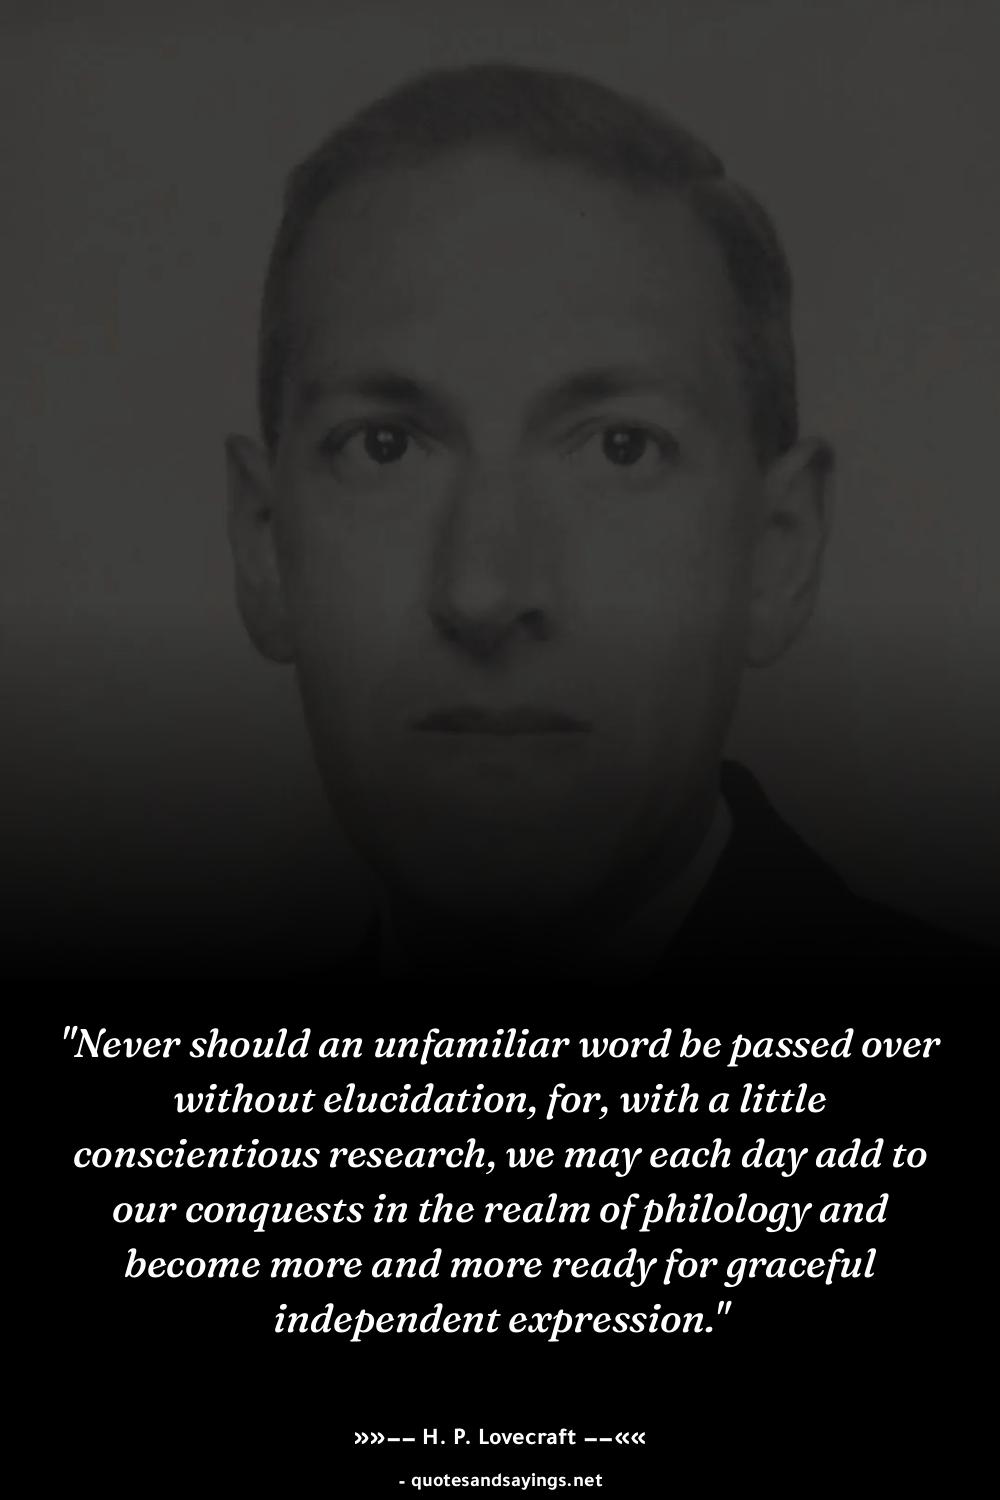 "Never should an unfamiliar word be passed over
without elucidation, for, with a little
conscientious research, we may each day add to
our conquests in the realm of philology and
become more and more ready for graceful
independent expression."
»»−− H. P. Lovecraft −−««
- quotesandsayings.net